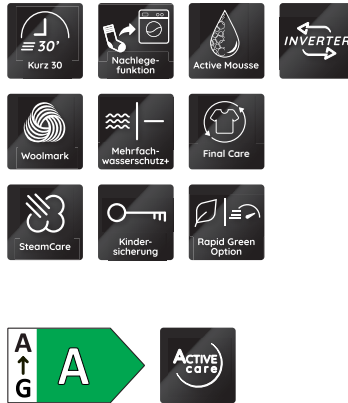 30'
Kurz 30
Nachlege-
funktion
Active Mousse
INVERTER
Woolmark
Mehrfach-
wasserschutz+
Final Care
SteamCare
Kinder-
sicherung
Rapid Green
Option
A
G
A
ACTIVE
care